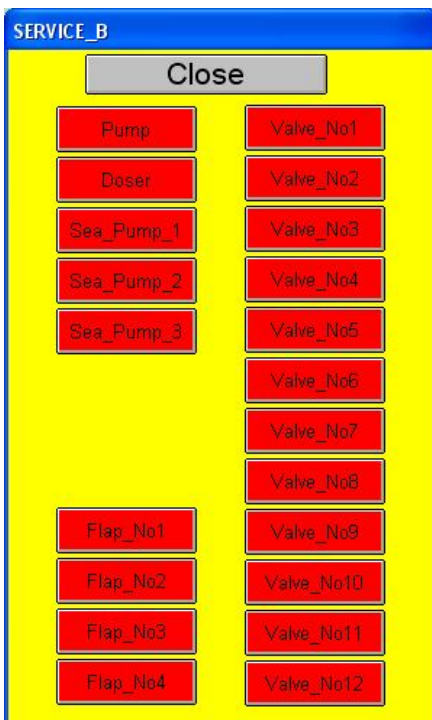 SERVICE_B
Close
Pump
Doser
Sea_Pump_1
Sea_Pump_2
Sea_Pump_3
Flap_No1
Flap_No2
Flap_No3
Flap_No4
Valve_No1
Valve_No2
Valve_No3
Valve_No4
Valve_No5
Valve_No6
Valve_No7
Valve_No8
Valve_No9
Valve_No10
Valve_No11
Valve_No12